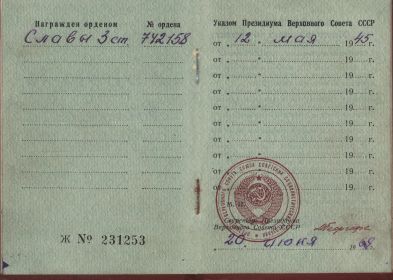 Награжден орденом № ордена
Славы 3 ст 742158
Ж № 231253
Указом Президиума Верховного Совета СССР
от „ 12 " мая 1945 г.
от „ " 19 г.
от „ " 19 г.
от „ " 19 г.
от „ " 19 г.
от „ " 19 г.
от „ " 19 г.
от „ " 19 г.
от „ " 19 г.
М. П.
Секретарь Президиума
Верховного Совета СССР
„ 20. " июня 1968 г.